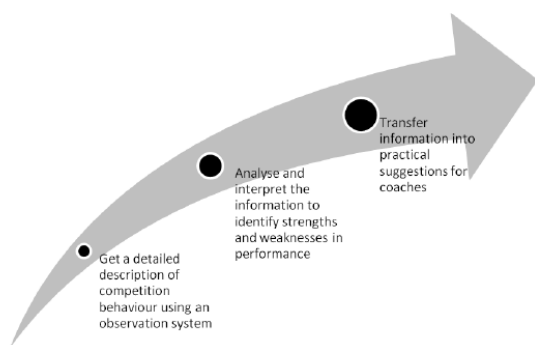 Get a detailed
description of
competition
behaviour using an
observation system
Analyse and
interpret the
information to
identify strengths
and weaknesses in
performance
Transfer
information into
practical
suggestions for
coaches